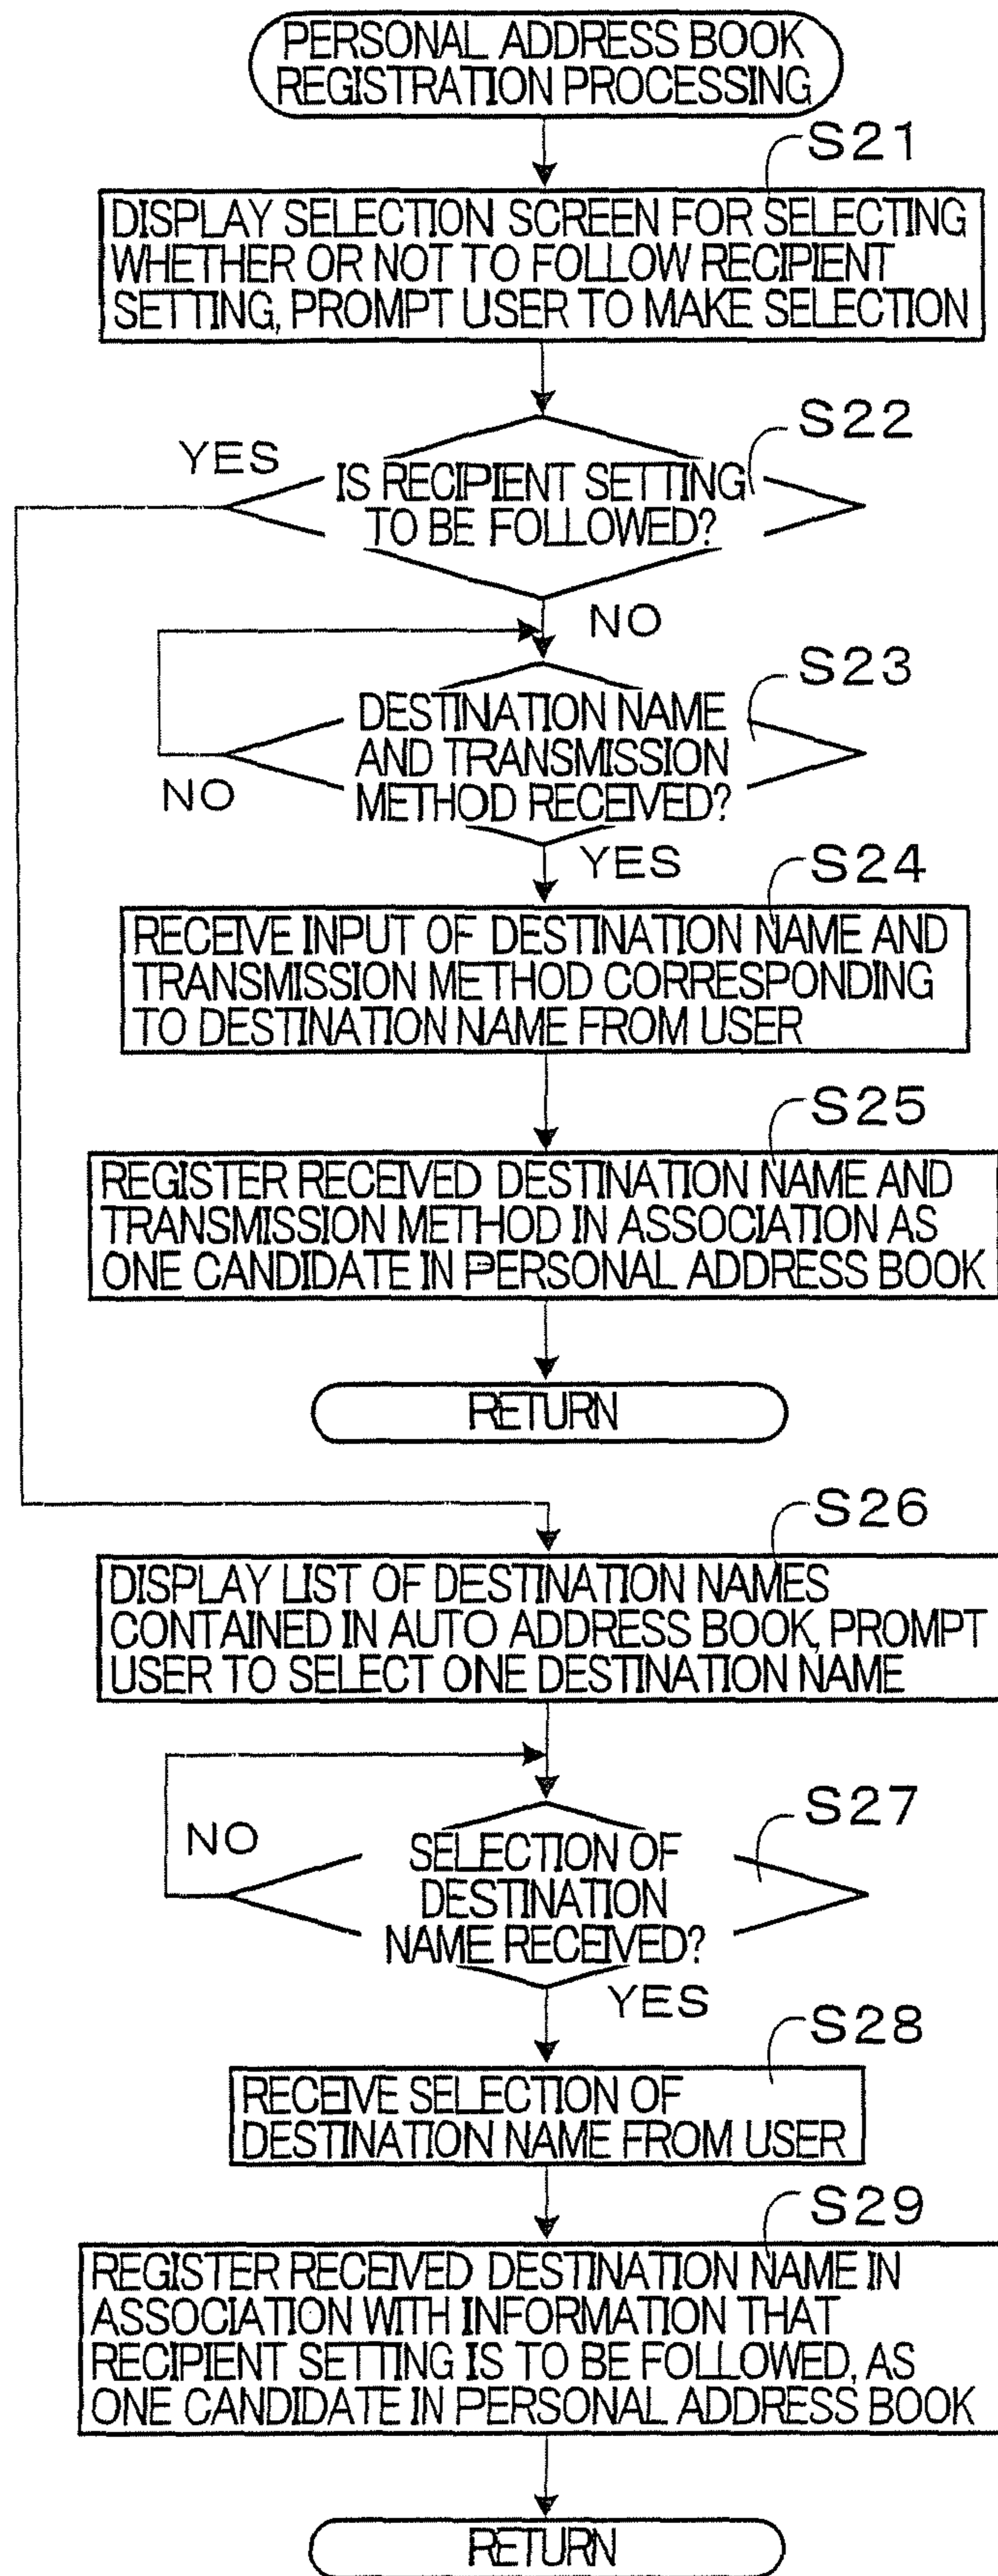 PERSONAL ADDRESS BOOK
REGISTRATION PROCESSING
S21
DISPLAY SELECTION SCREEN FOR SELECTING
WHETHER OR NOT TO FOLLOW RECIPIENT
SETTING, PROMPT USER TO MAKE SELECTION
S22
YES
IS RECIPIENT SETTING
TO BE FOLLOWED?
NO
S23
DESTINATION NAME
AND TRANSMISSION
METHOD RECEIVED?
NO
YES
S24
RECEIVE INPUT OF DESTINATION NAME AND
TRANSMISSION METHOD CORRESPONDING
TO DESTINATION NAME FROM USER
S25
REGISTER RECEIVED DESTINATION NAME AND
TRANSMISSION METHOD IN ASSOCIATION AS
ONE CANDIDATE IN PERSONAL ADDRESS BOOK
RETURN
S26
DISPLAY LIST OF DESTINATION NAMES
CONTAINED IN AUTO ADDRESS BOOK, PROMPT
USER TO SELECT ONE DESTINATION NAME
S27
NO
SELECTION OF
DESTINATION
NAME RECEIVED?
YES
S28
RECEIVE SELECTION OF
DESTINATION NAME FROM USER
S29
REGISTER RECEIVED DESTINATION NAME IN
ASSOCIATION WITH INFORMATION THAT
RECIPIENT SETTING IS TO BE FOLLOWED, AS
ONE CANDIDATE IN PERSONAL ADDRESS BOOK
RETURN